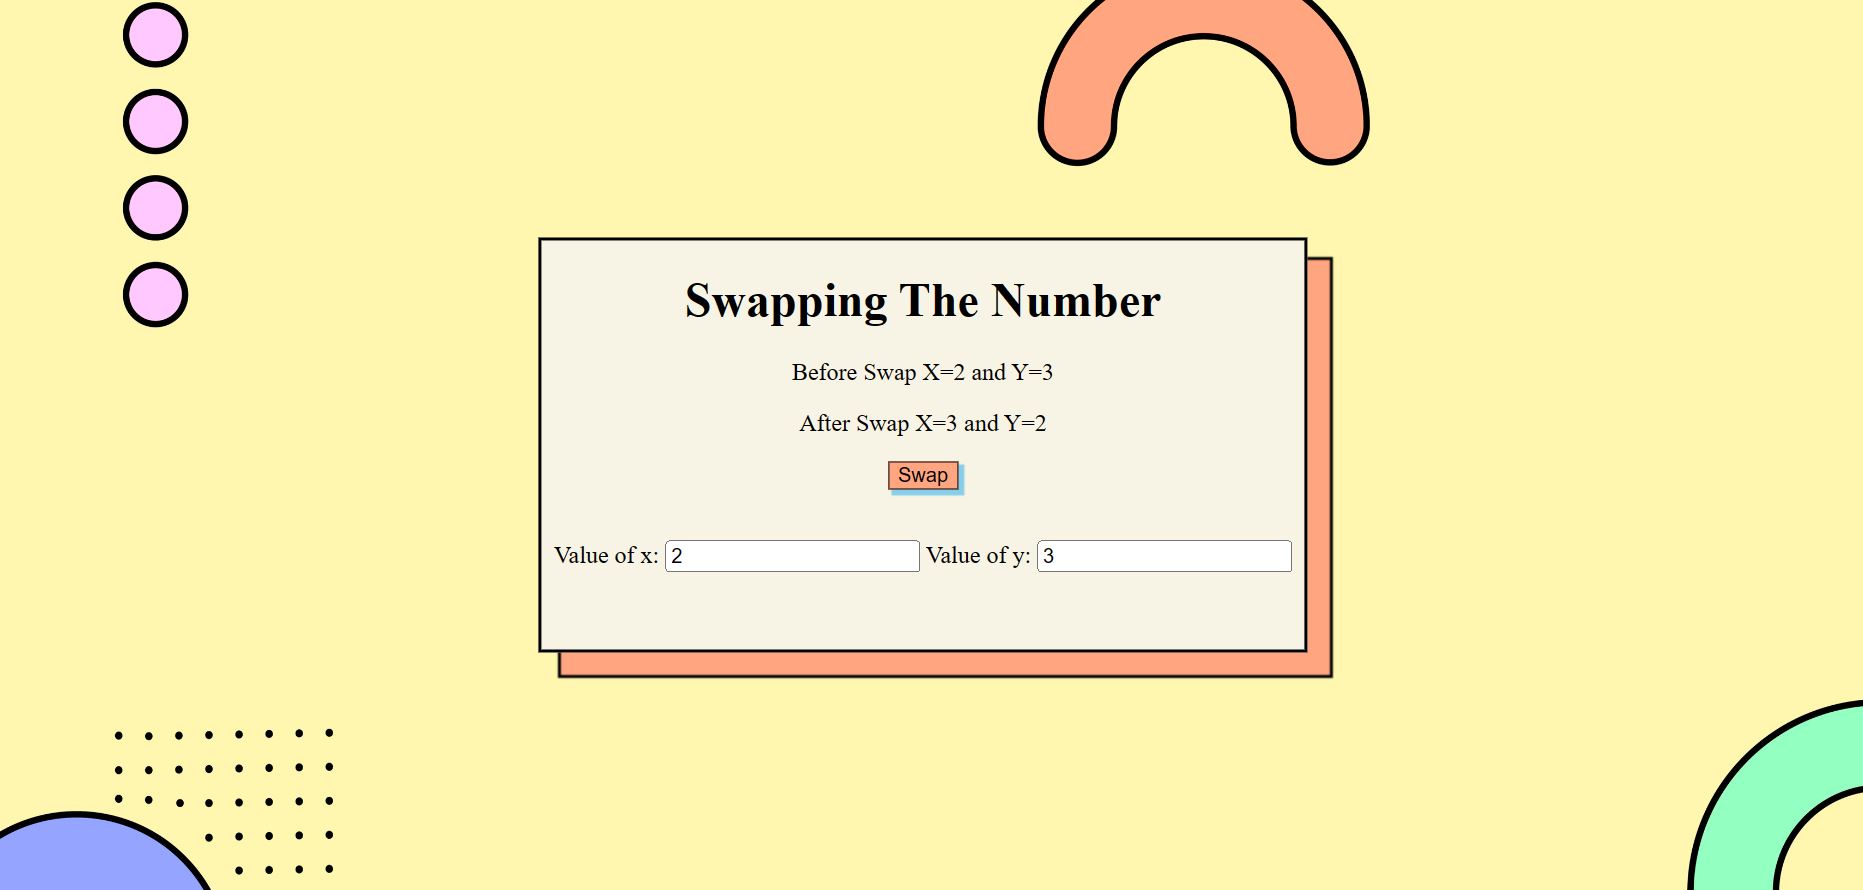 Swapping The Number
Before Swap X=2 and Y=3
After Swap X=3 and Y=2
Swap
Value of x: 2 Value of y: 3